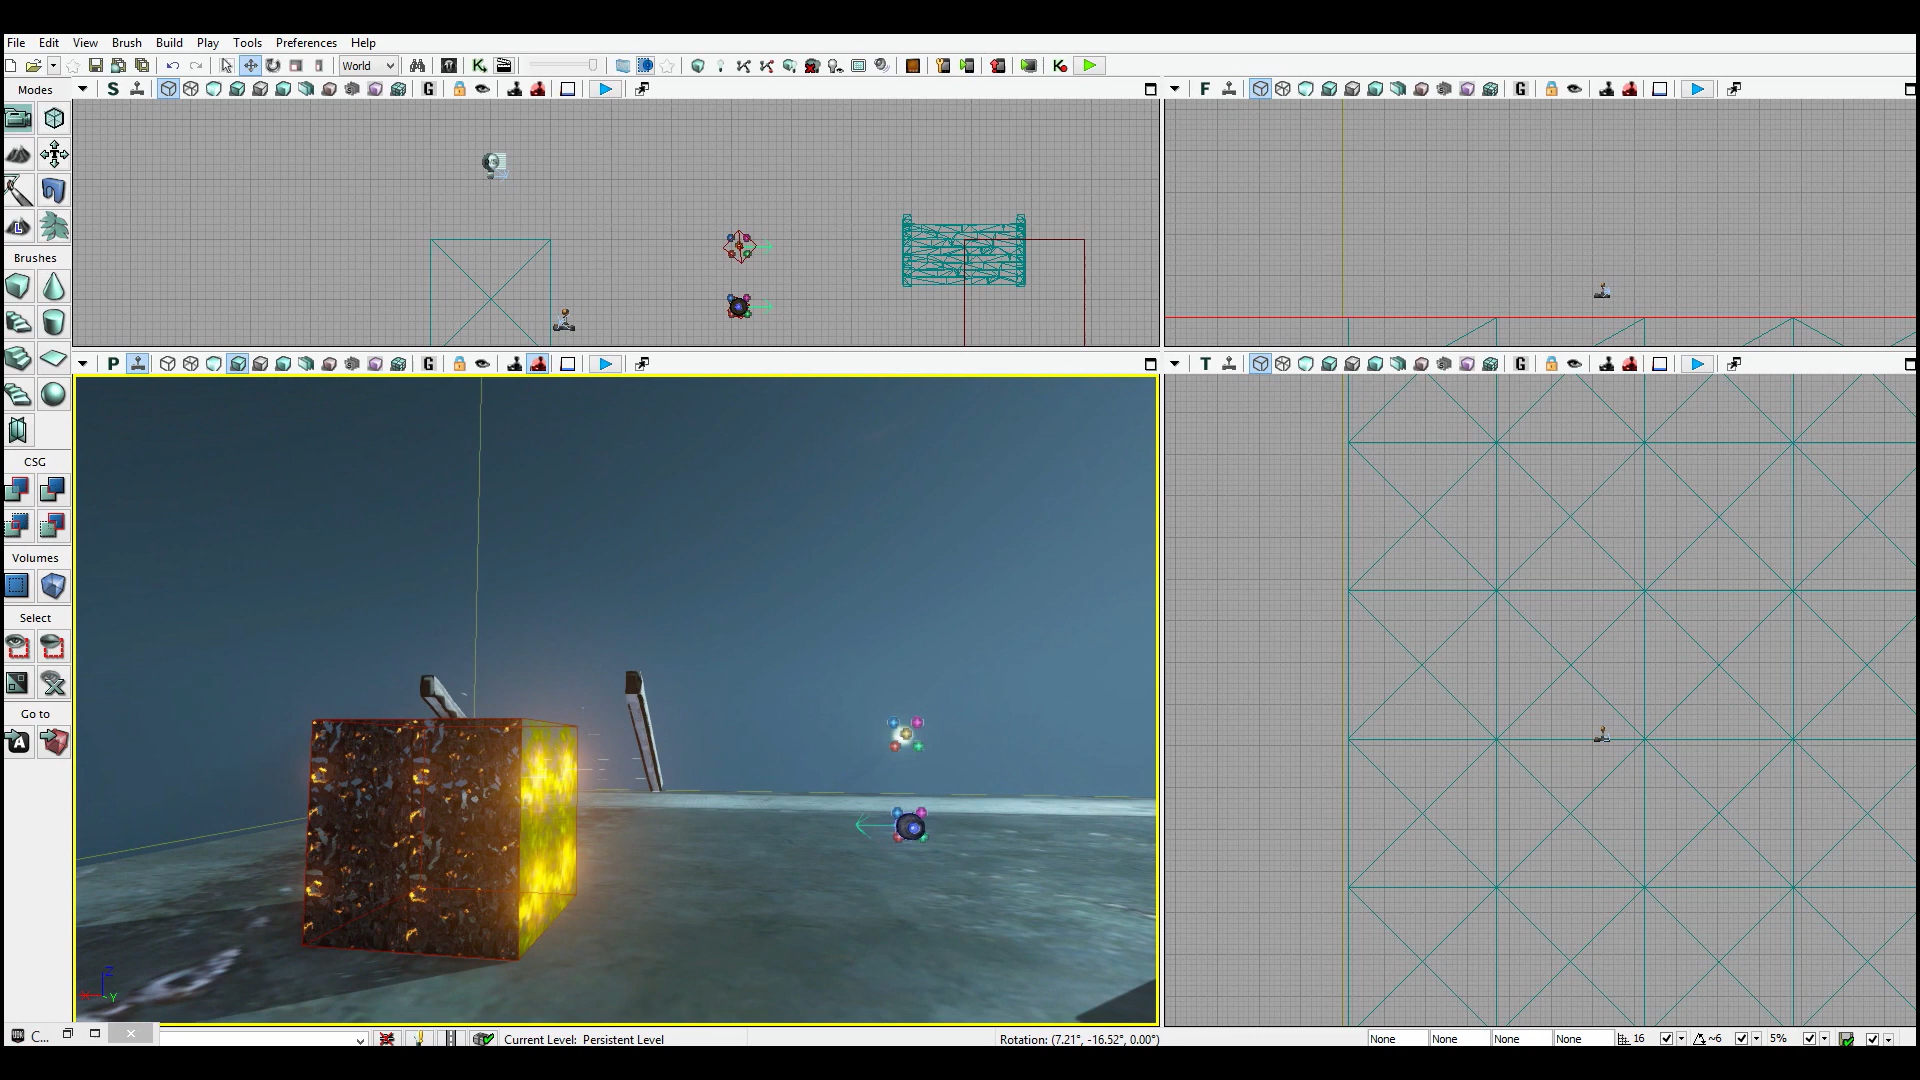 File Edit View Brush Build Play Tools Preferences Help
World
Modes
S
G
F
G
L
Brushes
P
G
T
G
CSG
Volumes
Select
Go to
A
Z
X
Y
C...
Current Level: Persistent Level
Rotation: (7.21°, -16.52°, 0.00°)
None None None None 16 ~6 5%